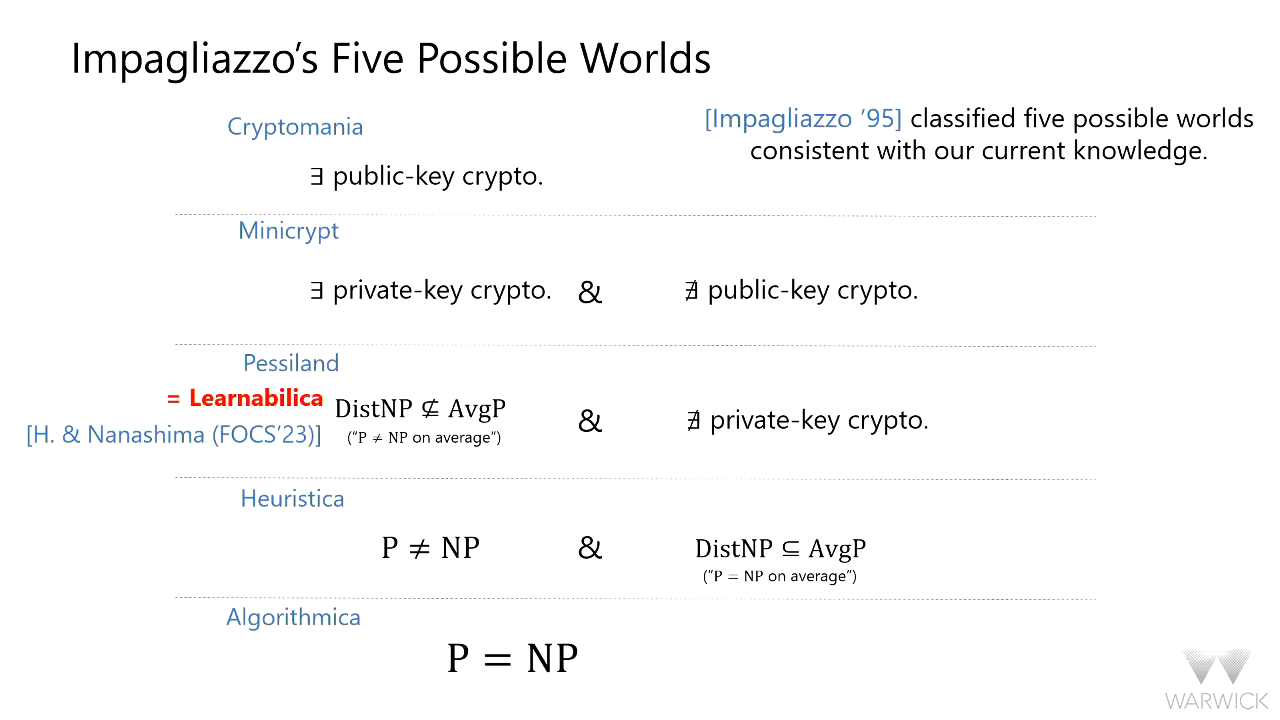 Impagliazzo’s Five Possible Worlds
[Impagliazzo ’95] classified five possible worlds
consistent with our current knowledge.
Cryptomania
∃ public-key crypto.
Minicrypt
∃ private-key crypto. & ∄ public-key crypto.
Pessiland
= Learnabilica
[H. & Nanashima (FOCS’23)]
DistNP ⊈ AvgP & ∄ private-key crypto.
(“P ≠ NP on average”)
Heuristica
P ≠ NP & DistNP ⊆ AvgP
(“P = NP on average”)
Algorithmica
P = NP
WARWICK